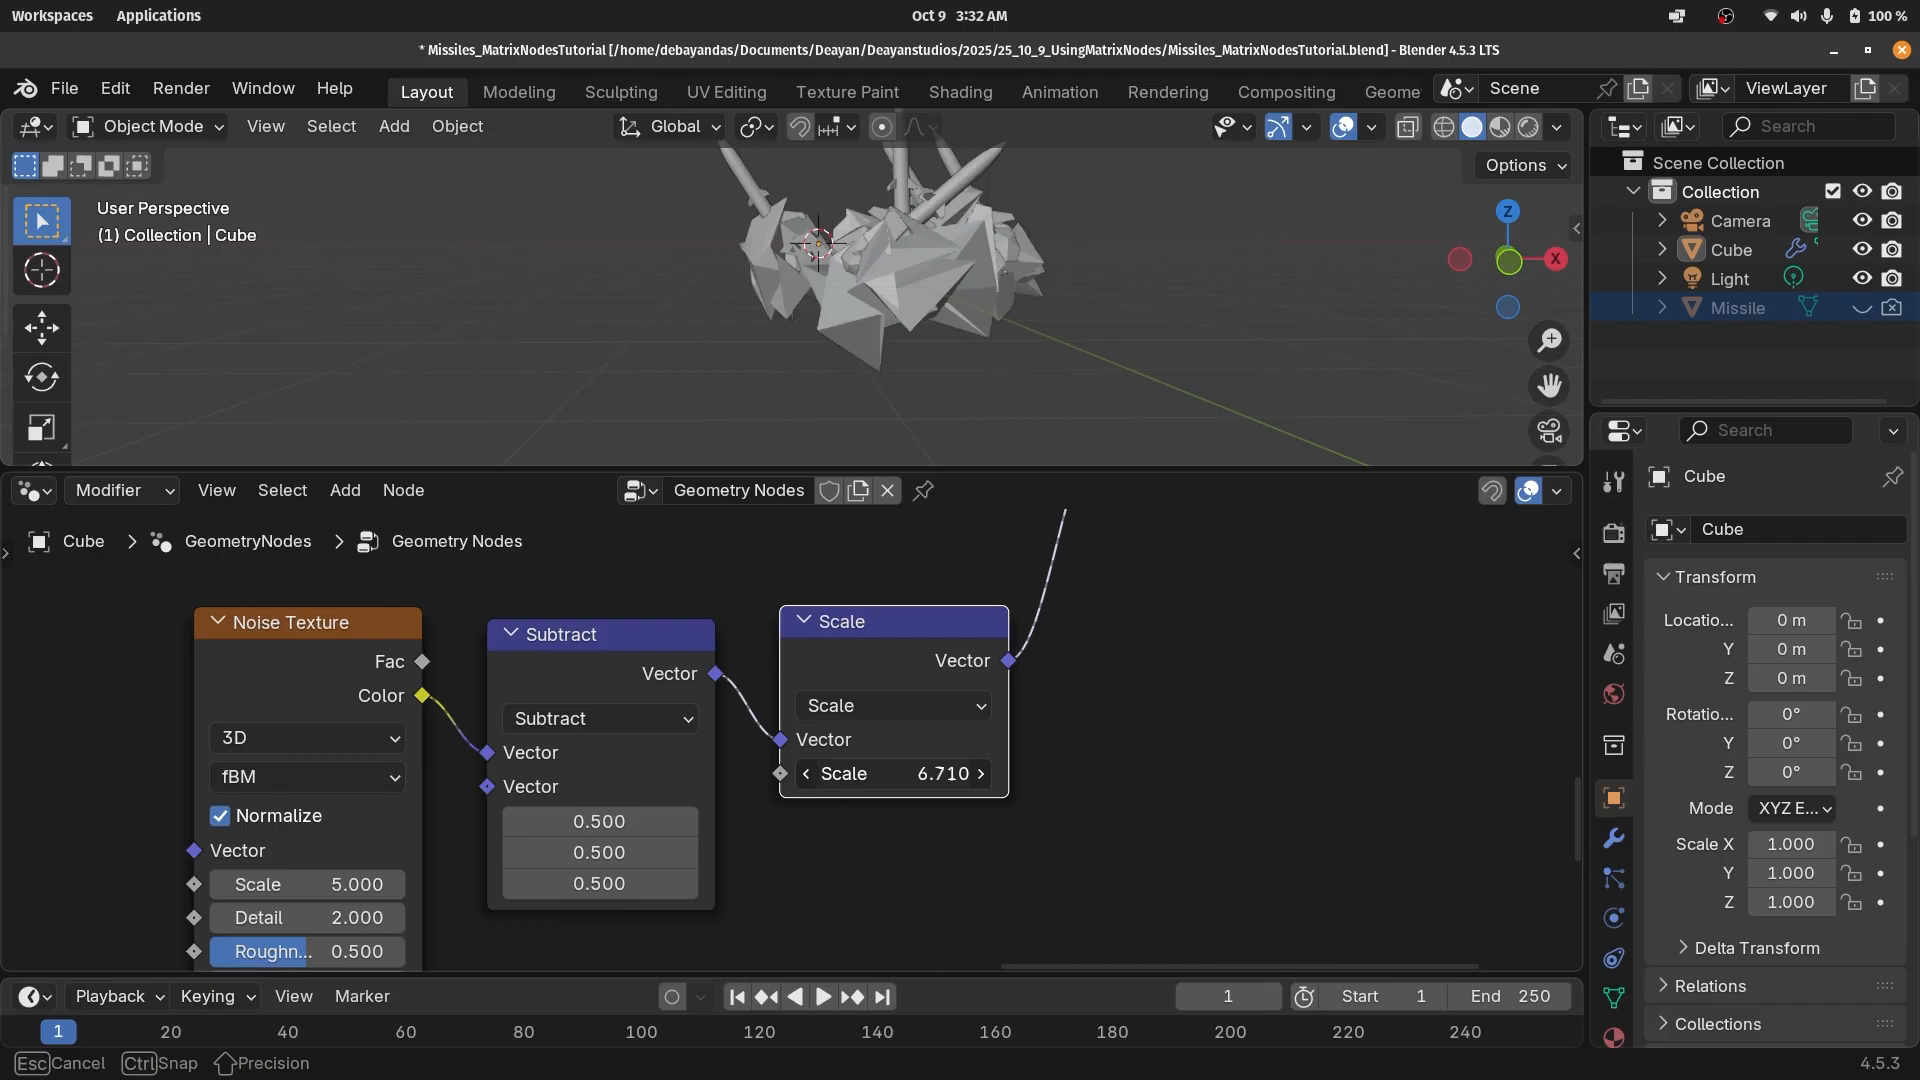 Workspaces Applications Oct 9 3:32 AM 100 %
* Missiles_MatrixNodesTutorial [/home/debayandas/Documents/Deayan/Deayanstudios/2025/25_10_9_UsingMatrixNodes/Missiles_MatrixNodesTutorial.blend] - Blender 4.5.3 LTS
File Edit Render Window Help Layout Modeling Sculpting UV Editing Texture Paint Shading Animation Rendering Compositing Geome Scene ViewLayer
Object Mode View Select Add Object Global Search
Options
User Perspective
(1) Collection | Cube
Z
X
Scene Collection
Collection
Camera
Cube
Light
Missile
Search
Cube
Cube
Transform
Locatio... 0 m
Y 0 m
Z 0 m
Rotatio... 0°
Y 0°
Z 0°
Mode XYZ E...
Scale X 1.000
Y 1.000
Z 1.000
Delta Transform
Relations
Collections
Modifier View Select Add Node Geometry Nodes
Cube GeometryNodes Geometry Nodes
Noise Texture
Fac
Color
3D
fBM
Normalize
Vector
Scale 5.000
Detail 2.000
Roughn... 0.500
Subtract
Vector
Subtract
Vector
Vector
0.500
0.500
0.500
Scale
Vector
Scale
Vector
Scale 6.710
Playback Keying View Marker 1 Start 1 End 250
1 20 40 60 80 100 120 140 160 180 200 220 240
Esc Cancel Ctrl Snap Precision 4.5.3